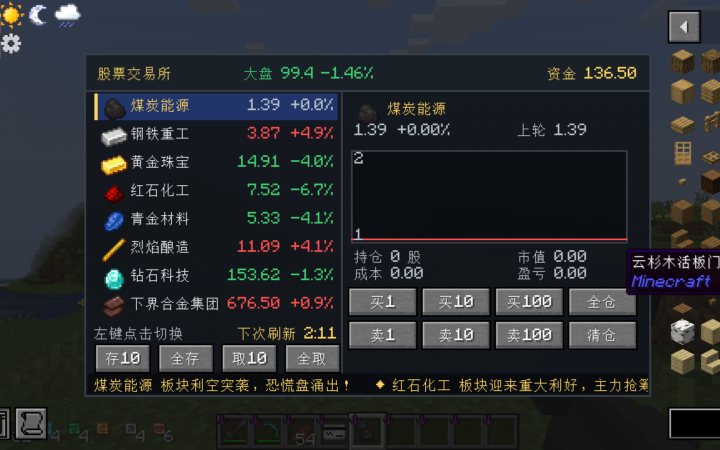 股票交易所 大盘 99.4 -1.46% 资金 136.50
煤炭能源 1.39 +0.0%
钢铁重工 3.87 +4.9%
黄金珠宝 14.91 -4.0%
红石化工 7.52 -6.7%
青金材料 5.33 -4.1%
烈焰酿造 11.09 +4.1%
钻石科技 153.62 -1.3%
下界合金集团 676.50 +0.9%
左键点击切换 下次刷新 2:11
存10 全存 取10 全取
煤炭能源
1.39 +0.00% 上轮 1.39
2
1
持仓 0 股 市值 0.00
成本 0.00 盈亏 0.00
买1 买10 买100 全仓
卖1 卖10 卖100 清仓
云杉木活板门
Minecraft
煤炭能源 板块利空突袭，恐慌盘涌出！ ◆ 红石化工 板块迎来重大利好，主力抢筹
4 4 4 6
54